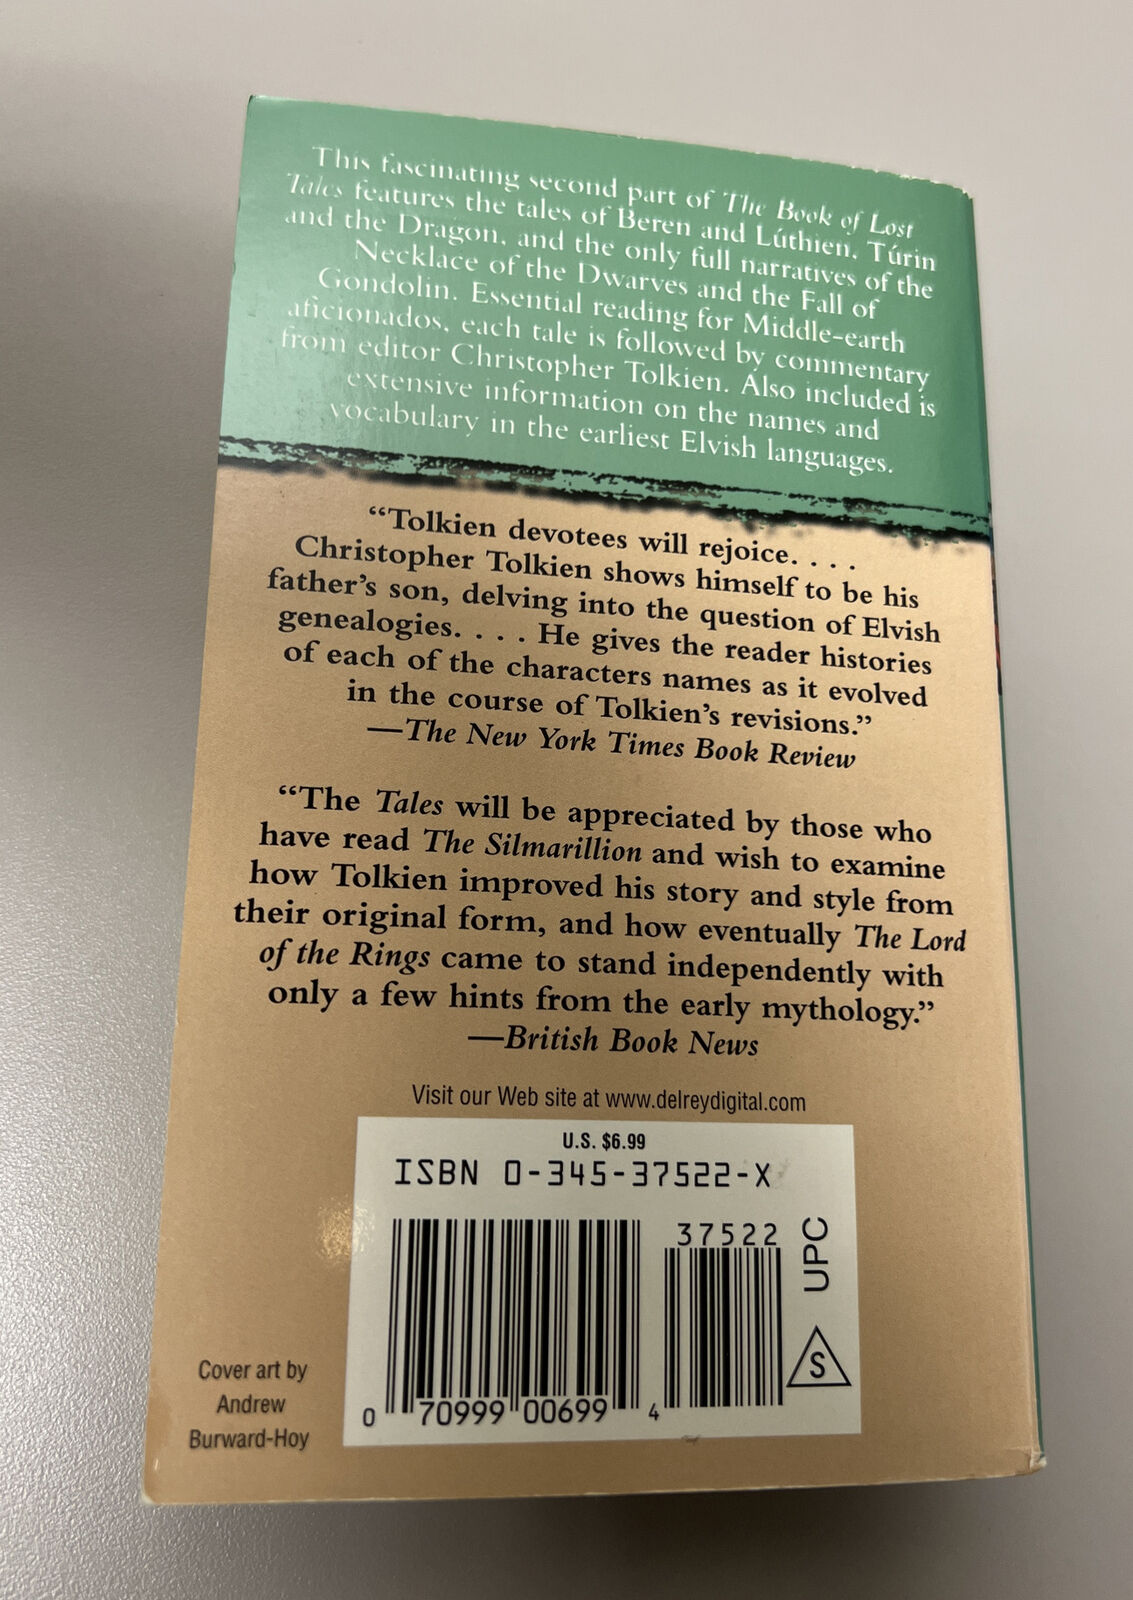 This fascinating second part of The Book of Lost
Tales features the tales of Beren and Lúthien, Túrin
and the Dragon, and the only full narratives of the
Necklace of the Dwarves and the Fall of
Gondolin. Essential reading for Middle-earth
aficionados, each tale is followed by commentary
from editor Christopher Tolkien. Also included is
extensive information on the names and
vocabulary in the earliest Elvish languages.
“Tolkien devotees will rejoice. . . .
Christopher Tolkien shows himself to be his
father’s son, delving into the question of Elvish
genealogies. . . . He gives the reader histories
of each of the characters names as it evolved
in the course of Tolkien’s revisions.”
—The New York Times Book Review
“The Tales will be appreciated by those who
have read The Silmarillion and wish to examine
how Tolkien improved his story and style from
their original form, and how eventually The Lord
of the Rings came to stand independently with
only a few hints from the early mythology.”
—British Book News
Visit our Web site at www.delreydigital.com
U.S. $6.99
ISBN 0-345-37522-X
37522
UPC
S
0 70999 00699 4
Cover art by
Andrew
Burward-Hoy